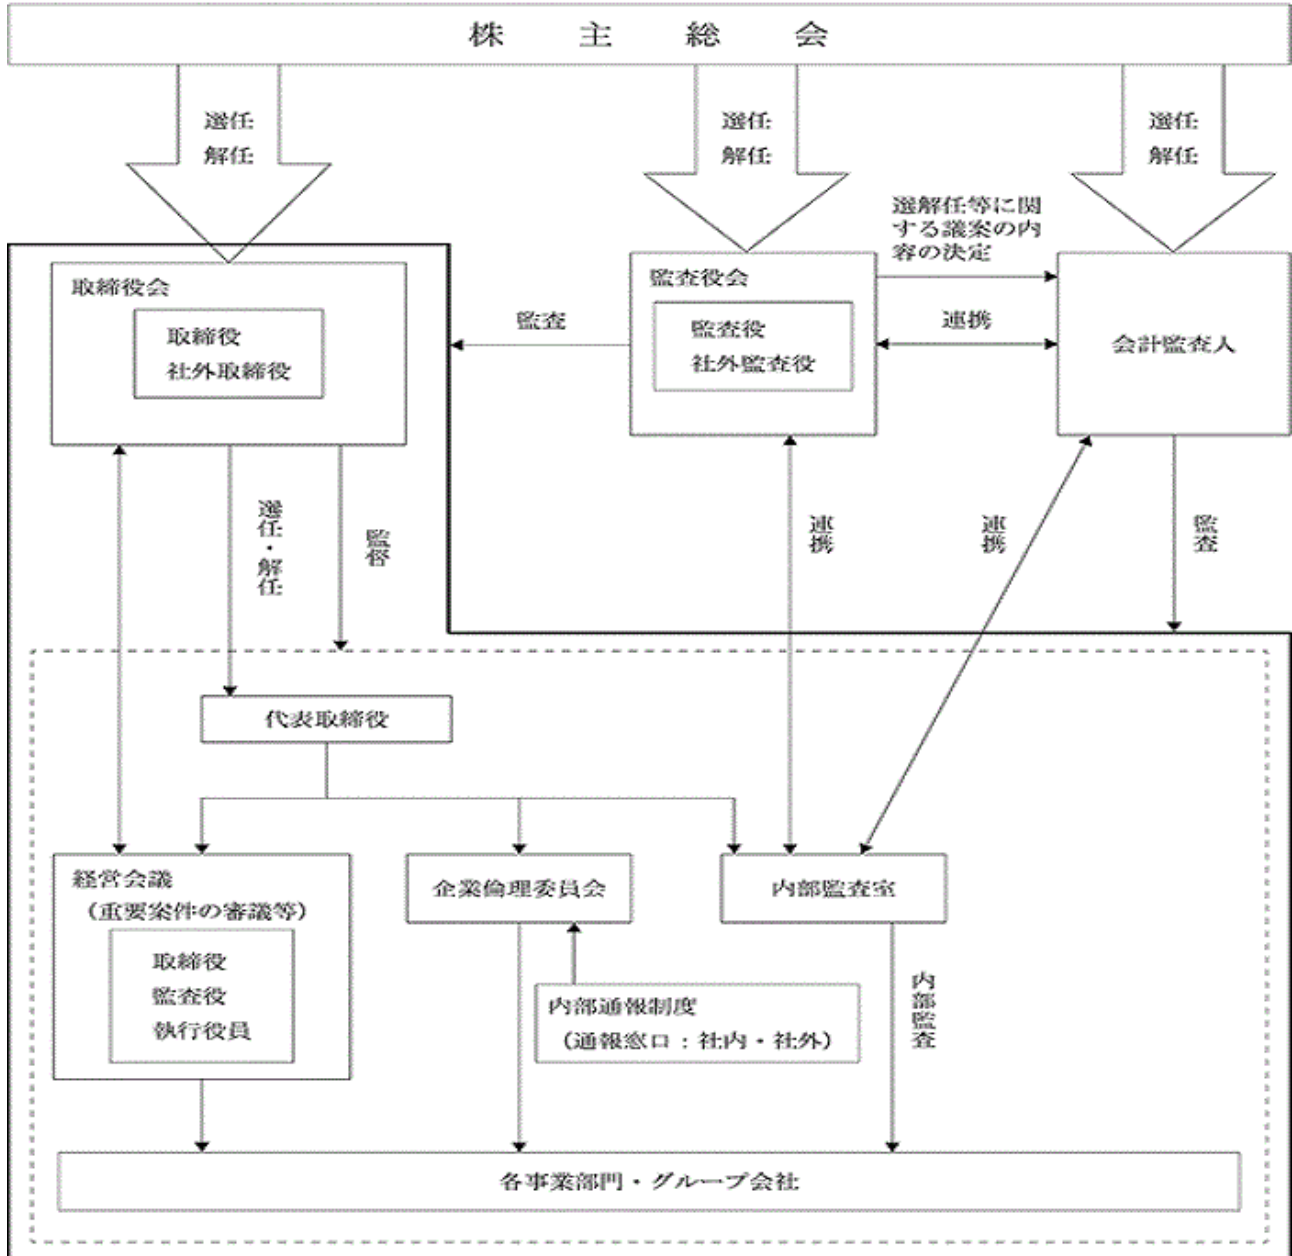 株主総会
選任
解任
選任
解任
選任
解任
選解任等に関
する議案の内
容の決定
取締役会
取締役
社外取締役
監査
監査役会
監査役
社外監査役
連携
会計監査人
選任・解任
監督
連携
連携
監査
代表取締役
経営会議
（重要案件の審議等）
取締役
監査役
執行役員
企業倫理委員会
内部監査室
内部通報制度
（通報窓口：社内・社外）
内部監査
各事業部門・グループ会社